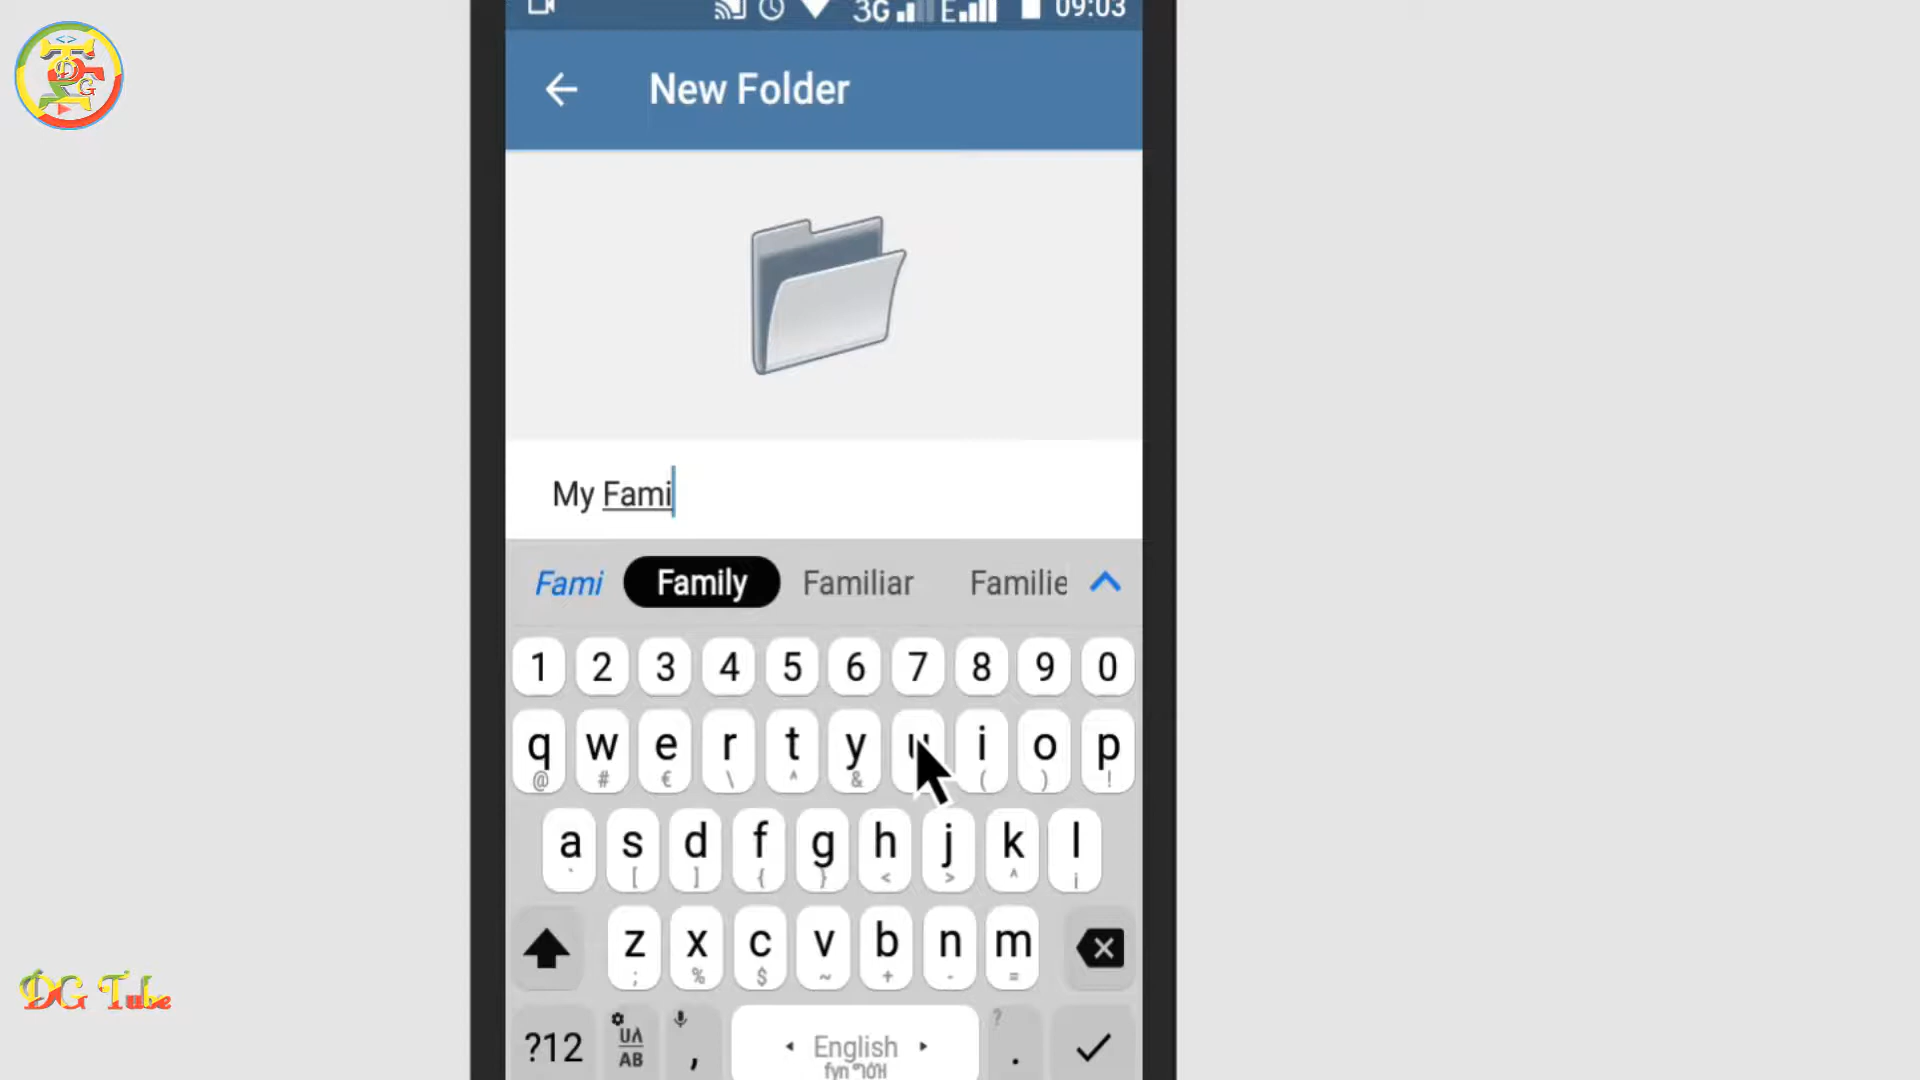 3G E 09:03
New Folder
My Fami
Fami Family Familiar Familie
1 2 3 4 5 6 7 8 9 0
q w e r t y u i o p
@ # € \ ^ & ( ) !
a s d f g h j k l
` [ ] { } < > ^ ¡
z x c v b n m
; % $ ~ + - =
?12 AB , English . ?
DG Tube